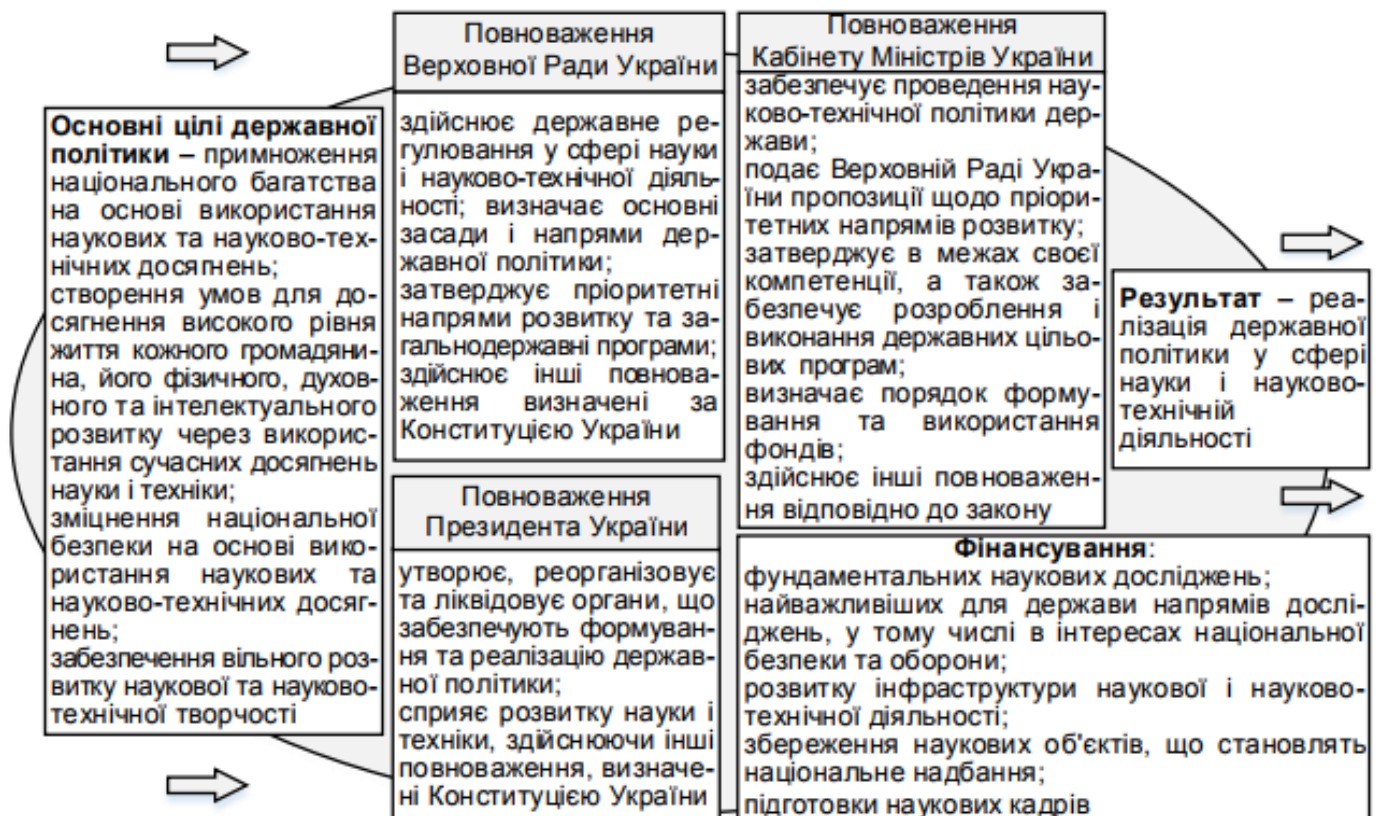 Основні цілі державної
політики – примноження
національного багатства
на основі використання
наукових та науково-тех-
нічних досягнень;
створення умов для до-
сягнення високого рівня
життя кожного громадяни-
на, його фізичного, духов-
ного та інтелектуального
розвитку через викорис-
тання сучасних досягнень
науки і техніки;
зміцнення національної
безпеки на основі вико-
ристання наукових та
науково-технічних досяг-
нень;
забезпечення вільного роз-
витку наукової та науково-
технічної творчості
Повноваження
Верховної Ради України
здійснює державне ре-
гулювання у сфері науки
і науково-технічної діяль-
ності; визначає основні
засади і напрями дер-
жавної політики;
затверджує пріоритетні
напрями розвитку та за-
гальнодержавні програми;
здійснює інші повнова-
ження визначені за
Конституцією України
Повноваження
Президента України
утворює, реорганізовує
та ліквідовує органи, що
забезпечують формуван-
ня та реалізацію держав-
ної політики;
сприяє розвитку науки і
техніки, здійснюючи інші
повноваження, визначе-
ні Конституцією України
Повноваження
Кабінету Міністрів України
забезпечує проведення нау-
ково-технічної політики дер-
жави;
подає Верховній Раді Укра-
їни пропозиції щодо пріори-
тетних напрямів розвитку;
затверджує в межах своєї
компетенції, а також за-
безпечує розроблення і
виконання державних цільо-
вих програм;
визначає порядок форму-
вання та використання
фондів;
здійснює інші повноважен-
ня відповідно до закону
Фінансування:
фундаментальних наукових досліджень;
найважливіших для держави напрямів дослі-
джень, у тому числі в інтересах національної
безпеки та оборони;
розвитку інфраструктури наукової і науково-
технічної діяльності;
збереження наукових об'єктів, що становлять
національне надбання;
підготовки наукових кадрів
Результат – реа-
лізація державної
політики у сфері
науки і науково-
технічній
діяльності